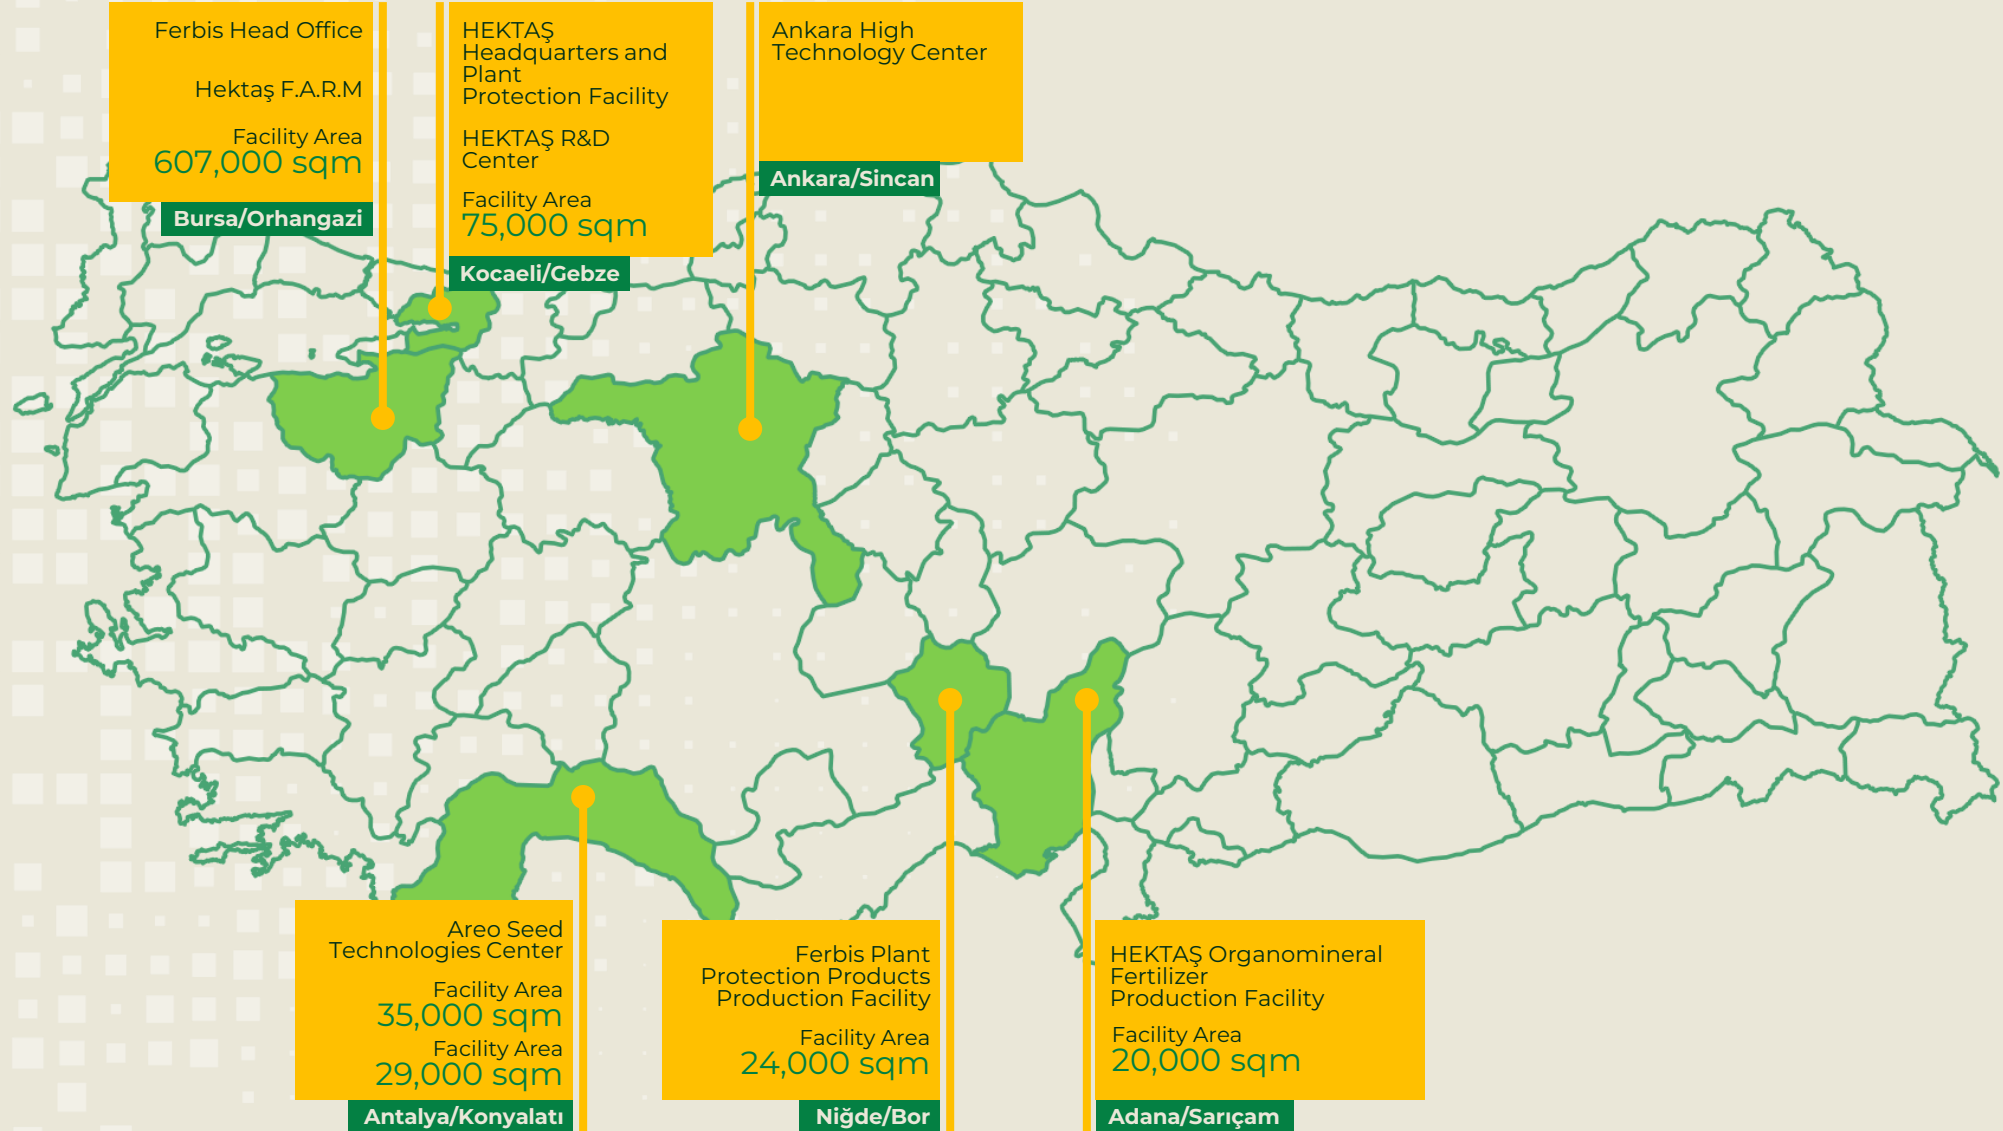 Ferbis Head Office
Hektaş F.A.R.M
Facility Area
607,000 sqm
Bursa/Orhangazi
HEKTAŞ
Headquarters and
Plant
Protection Facility
HEKTAŞ R&D
Center
Facility Area
75,000 sqm
Kocaeli/Gebze
Ankara High
Technology Center
Ankara/Sincan
Areo Seed
Technologies Center
Facility Area
35,000 sqm
Facility Area
29,000 sqm
Antalya/Konyalatı
Ferbis Plant
Protection Products
Production Facility
Facility Area
24,000 sqm
Niğde/Bor
HEKTAŞ Organomineral
Fertilizer
Production Facility
Facility Area
20,000 sqm
Adana/Sarıçam